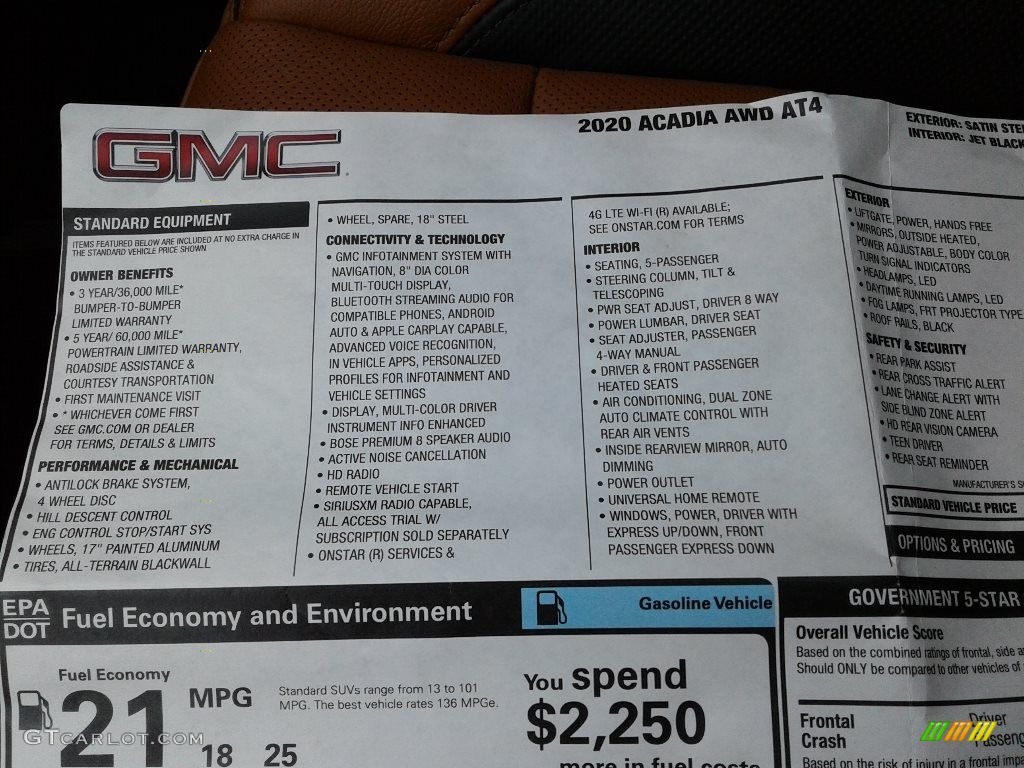 GMC
2020 ACADIA AWD AT4
EXTERIOR: SATIN
INTERIOR: JET BLACK
STANDARD EQUIPMENT
ITEMS FEATURED BELOW ARE INCLUDED AT NO EXTRA CHARGE IN
THE STANDARD VEHICLE PRICE SHOWN
OWNER BENEFITS
• 3 YEAR/36,000 MILE*
BUMPER-TO-BUMPER
LIMITED WARRANTY
• 5 YEAR/ 60,000 MILE*
POWERTRAIN LIMITED WARRANTY,
ROADSIDE ASSISTANCE &
COURTESY TRANSPORTATION
• FIRST MAINTENANCE VISIT
• * WHICHEVER COME FIRST
SEE GMC.COM OR DEALER
FOR TERMS, DETAILS & LIMITS
PERFORMANCE & MECHANICAL
• ANTILOCK BRAKE SYSTEM,
4 WHEEL DISC
• HILL DESCENT CONTROL
• ENG CONTROL STOP/START SYS
• WHEELS, 17" PAINTED ALUMINUM
• TIRES, ALL-TERRAIN BLACKWALL
• WHEEL, SPARE, 18" STEEL
CONNECTIVITY & TECHNOLOGY
• GMC INFOTAINMENT SYSTEM WITH
NAVIGATION, 8" DIA COLOR
MULTI-TOUCH DISPLAY,
BLUETOOTH STREAMING AUDIO FOR
COMPATIBLE PHONES, ANDROID
AUTO & APPLE CARPLAY CAPABLE,
ADVANCED VOICE RECOGNITION,
IN VEHICLE APPS, PERSONALIZED
PROFILES FOR INFOTAINMENT AND
VEHICLE SETTINGS
• DISPLAY, MULTI-COLOR DRIVER
INSTRUMENT INFO ENHANCED
• BOSE PREMIUM 8 SPEAKER AUDIO
• ACTIVE NOISE CANCELLATION
• HD RADIO
• REMOTE VEHICLE START
• SIRIUSXM RADIO CAPABLE,
ALL ACCESS TRIAL W/
SUBSCRIPTION SOLD SEPARATELY
• ONSTAR (R) SERVICES &
4G LTE WI-FI (R) AVAILABLE;
SEE ONSTAR.COM FOR TERMS
INTERIOR
• SEATING, 5-PASSENGER
• STEERING COLUMN, TILT &
TELESCOPING
• PWR SEAT ADJUST, DRIVER 8 WAY
• POWER LUMBAR, DRIVER SEAT
• SEAT ADJUSTER, PASSENGER
4-WAY MANUAL
• DRIVER & FRONT PASSENGER
HEATED SEATS
• AIR CONDITIONING, DUAL ZONE
AUTO CLIMATE CONTROL WITH
REAR AIR VENTS
• INSIDE REARVIEW MIRROR, AUTO
DIMMING
• POWER OUTLET
• UNIVERSAL HOME REMOTE
• WINDOWS, POWER, DRIVER WITH
EXPRESS UP/DOWN, FRONT
PASSENGER EXPRESS DOWN
EXTERIOR
• LIFTGATE, POWER, HANDS FREE
• MIRRORS, OUTSIDE HEATED,
POWER ADJUSTABLE, BODY COLOR
TURN SIGNAL INDICATORS
• HEADLAMPS, LED
• DAYTIME RUNNING LAMPS, LED
• FOG LAMPS, FRT PROJECTOR TYPE
• ROOF RAILS, BLACK
SAFETY & SECURITY
• REAR PARK ASSIST
• REAR CROSS TRAFFIC ALERT
• LANE CHANGE ALERT WITH
SIDE BLIND ZONE ALERT
• HD REAR VISION CAMERA
• TEEN DRIVER
• REAR SEAT REMINDER
MANUFACTURER'S
STANDARD VEHICLE PRICE
OPTIONS & PRICING
EPA
DOT
Fuel Economy and Environment
Gasoline Vehicle
Fuel Economy
21
MPG
18 25
Standard SUVs range from 13 to 101
MPG. The best vehicle rates 136 MPGe.
You spend
$2,250
more in fuel costs
GOVERNMENT 5-STAR
Overall Vehicle Score
Based on the combined ratings of frontal, side
Should ONLY be compared to other vehicles of
Frontal
Crash
Driver
Based on the risk of injury in a frontal
GTcarlot.com